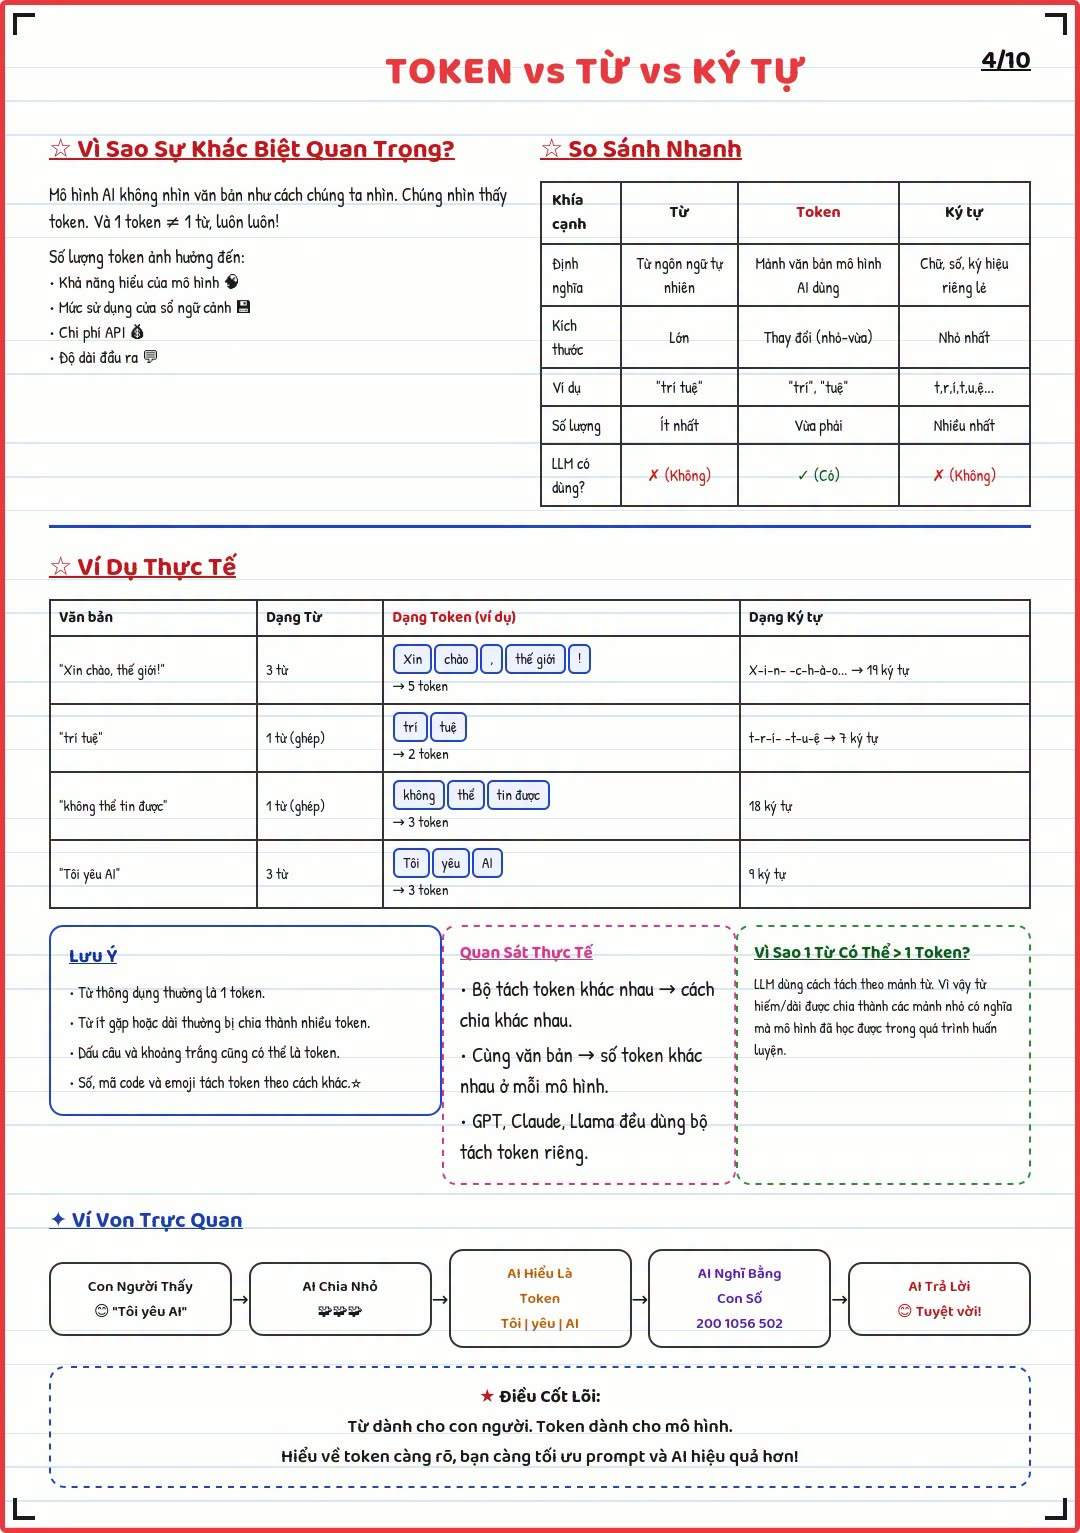 TOKEN vs TỪ vs KÝ TỰ
4/10
☆ Vì Sao Sự Khác Biệt Quan Trọng?
Mô hình AI không nhìn văn bản như cách chúng ta nhìn. Chúng nhìn thấy
token. Và 1 token ≠ 1 từ, luôn luôn!
Số lượng token ảnh hưởng đến:
• Khả năng hiểu của mô hình 🧠
• Mức sử dụng cửa sổ ngữ cảnh 💾
• Chi phí API 💰
• Độ dài đầu ra 💬
☆ So Sánh Nhanh
Khía cạnh | Từ | Token | Ký tự
Định nghĩa | Từ ngôn ngữ tự nhiên | Mảnh văn bản mô hình AI dùng | Chữ, số, ký hiệu riêng lẻ
Kích thước | Lớn | Thay đổi (nhỏ-vừa) | Nhỏ nhất
Ví dụ | "trí tuệ" | "trí", "tuệ" | t,r,í,t,u,ệ...
Số lượng | Ít nhất | Vừa phải | Nhiều nhất
LLM có dùng? | ✗ (Không) | ✓ (Có) | ✗ (Không)
☆ Ví Dụ Thực Tế
Văn bản | Dạng Từ | Dạng Token (ví dụ) | Dạng Ký tự
"Xin chào, thế giới!" | 3 từ | Xin chào , thế giới ! → 5 token | X-i-n- -c-h-à-o... → 19 ký tự
"trí tuệ" | 1 từ (ghép) | trí tuệ → 2 token | t-r-í- -t-u-ệ → 7 ký tự
"không thể tin được" | 1 từ (ghép) | không thể tin được → 3 token | 18 ký tự
"Tôi yêu AI" | 3 từ | Tôi yêu AI → 3 token | 9 ký tự
Lưu Ý
• Từ thông dụng thường là 1 token.
• Từ ít gặp hoặc dài thường bị chia thành nhiều token.
• Dấu câu và khoảng trắng cũng có thể là token.
• Số, mã code và emoji tách token theo cách khác.☆
Quan Sát Thực Tế
• Bộ tách token khác nhau → cách
chia khác nhau.
• Cùng văn bản → số token khác
nhau ở mỗi mô hình.
• GPT, Claude, Llama đều dùng bộ
tách token riêng.
Vì Sao 1 Từ Có Thể > 1 Token?
LLM dùng cách tách theo mảnh từ. Vì vậy từ
hiếm/dài được chia thành các mảnh nhỏ có nghĩa
mà mô hình đã học được trong quá trình huấn
luyện.
✦ Ví Von Trực Quan
Con Người Thấy
😊 "Tôi yêu AI"
→
AI Chia Nhỏ
🧩🧩🧩
→
AI Hiểu Là
Token
Tôi | yêu | AI
→
AI Nghĩ Bằng
Con Số
200 1056 502
→
AI Trả Lời
😊 Tuyệt vời!
★ Điều Cốt Lõi:
Từ dành cho con người. Token dành cho mô hình.
Hiểu về token càng rõ, bạn càng tối ưu prompt và AI hiệu quả hơn!